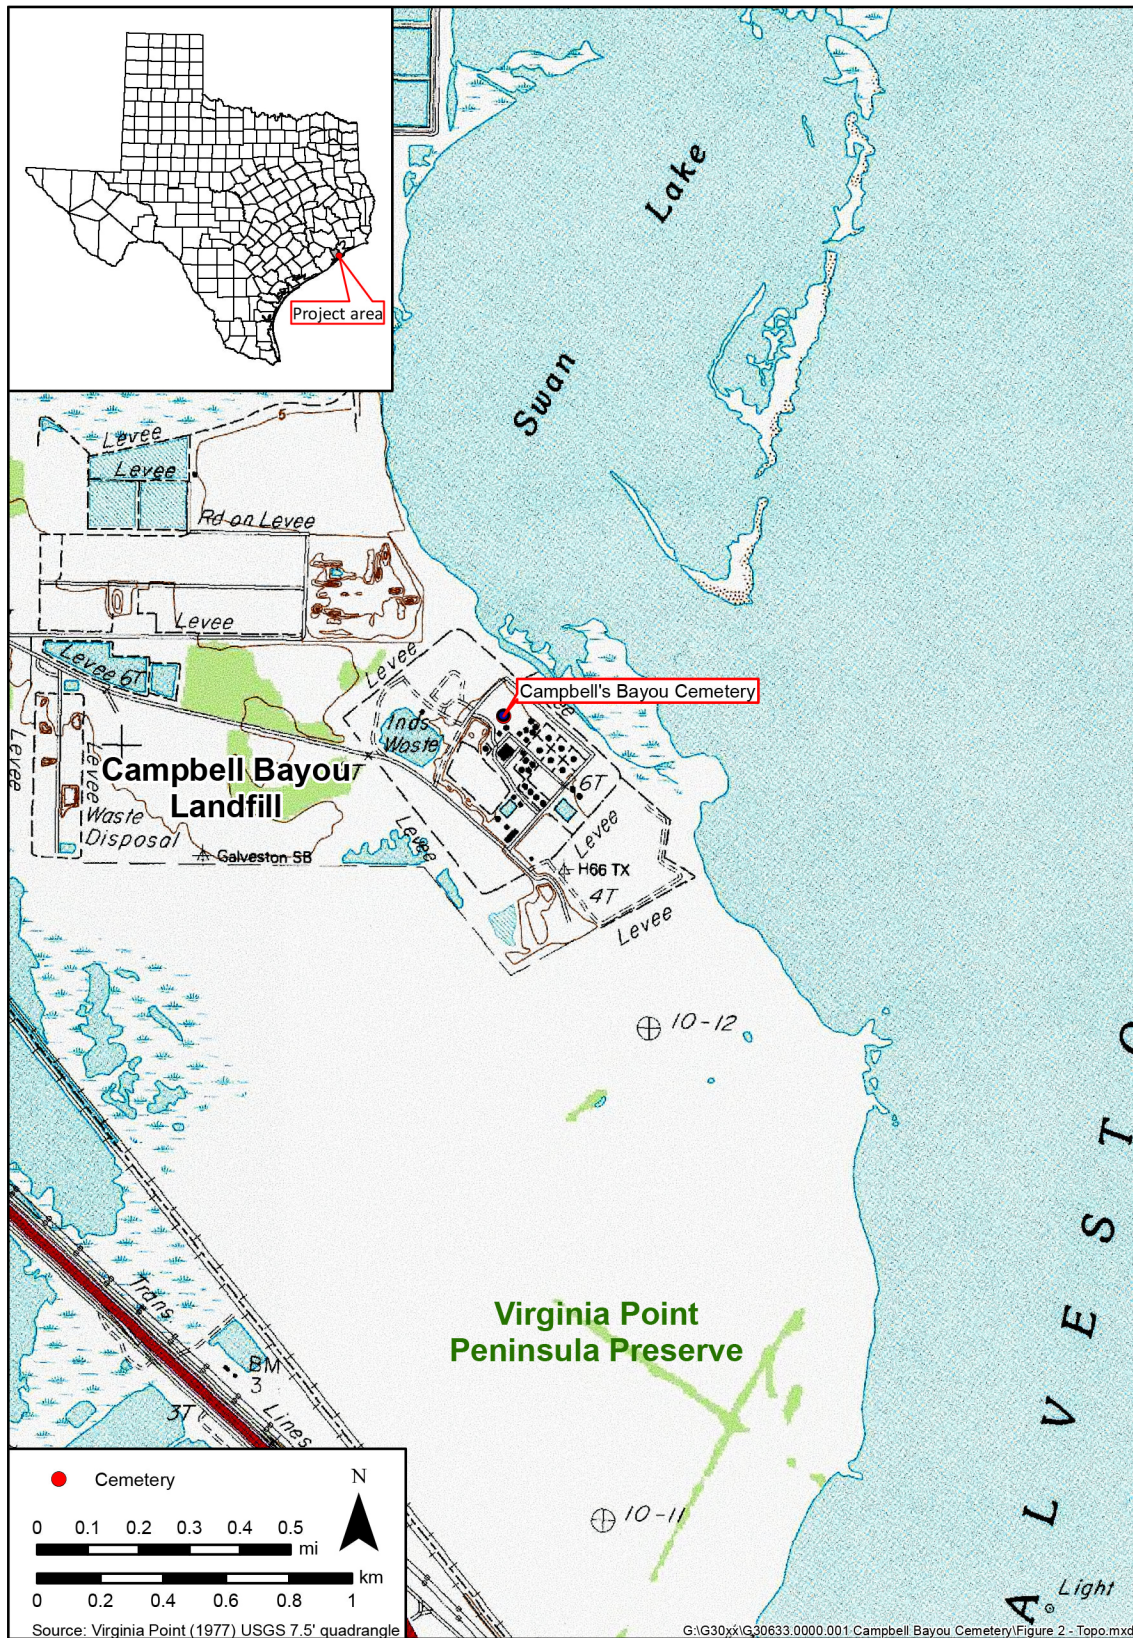 Project area
Lake
Swan
5
Levee
Levee
Rd on Levee
Levee
Levee 6T
Levee
Campbell's Bayou Cemetery
Inds
Waste
Levee
Levee
Campbell Bayou
Landfill
6T
Waste
Disposal
Levee
Levee
Galveston SB
H66 TX
4T
Levee
10-12
Trans
Lines
BM
3
3T
Virginia Point
Peninsula Preserve
10-11
A L V E S T O
Light
Cemetery
N
0 0.1 0.2 0.3 0.4 0.5
mi
km
0 0.2 0.4 0.6 0.8 1
Source: Virginia Point (1977) USGS 7.5' quadrangle
G:\G30xx\G30633.0000.001 Campbell Bayou Cemetery\Figure 2 - Topo.mxd